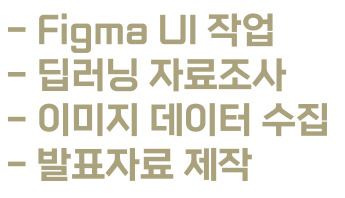 - Figma UI 작업
- 딥러닝 자료조사
- 이미지 데이터 수집
- 발표자료 제작